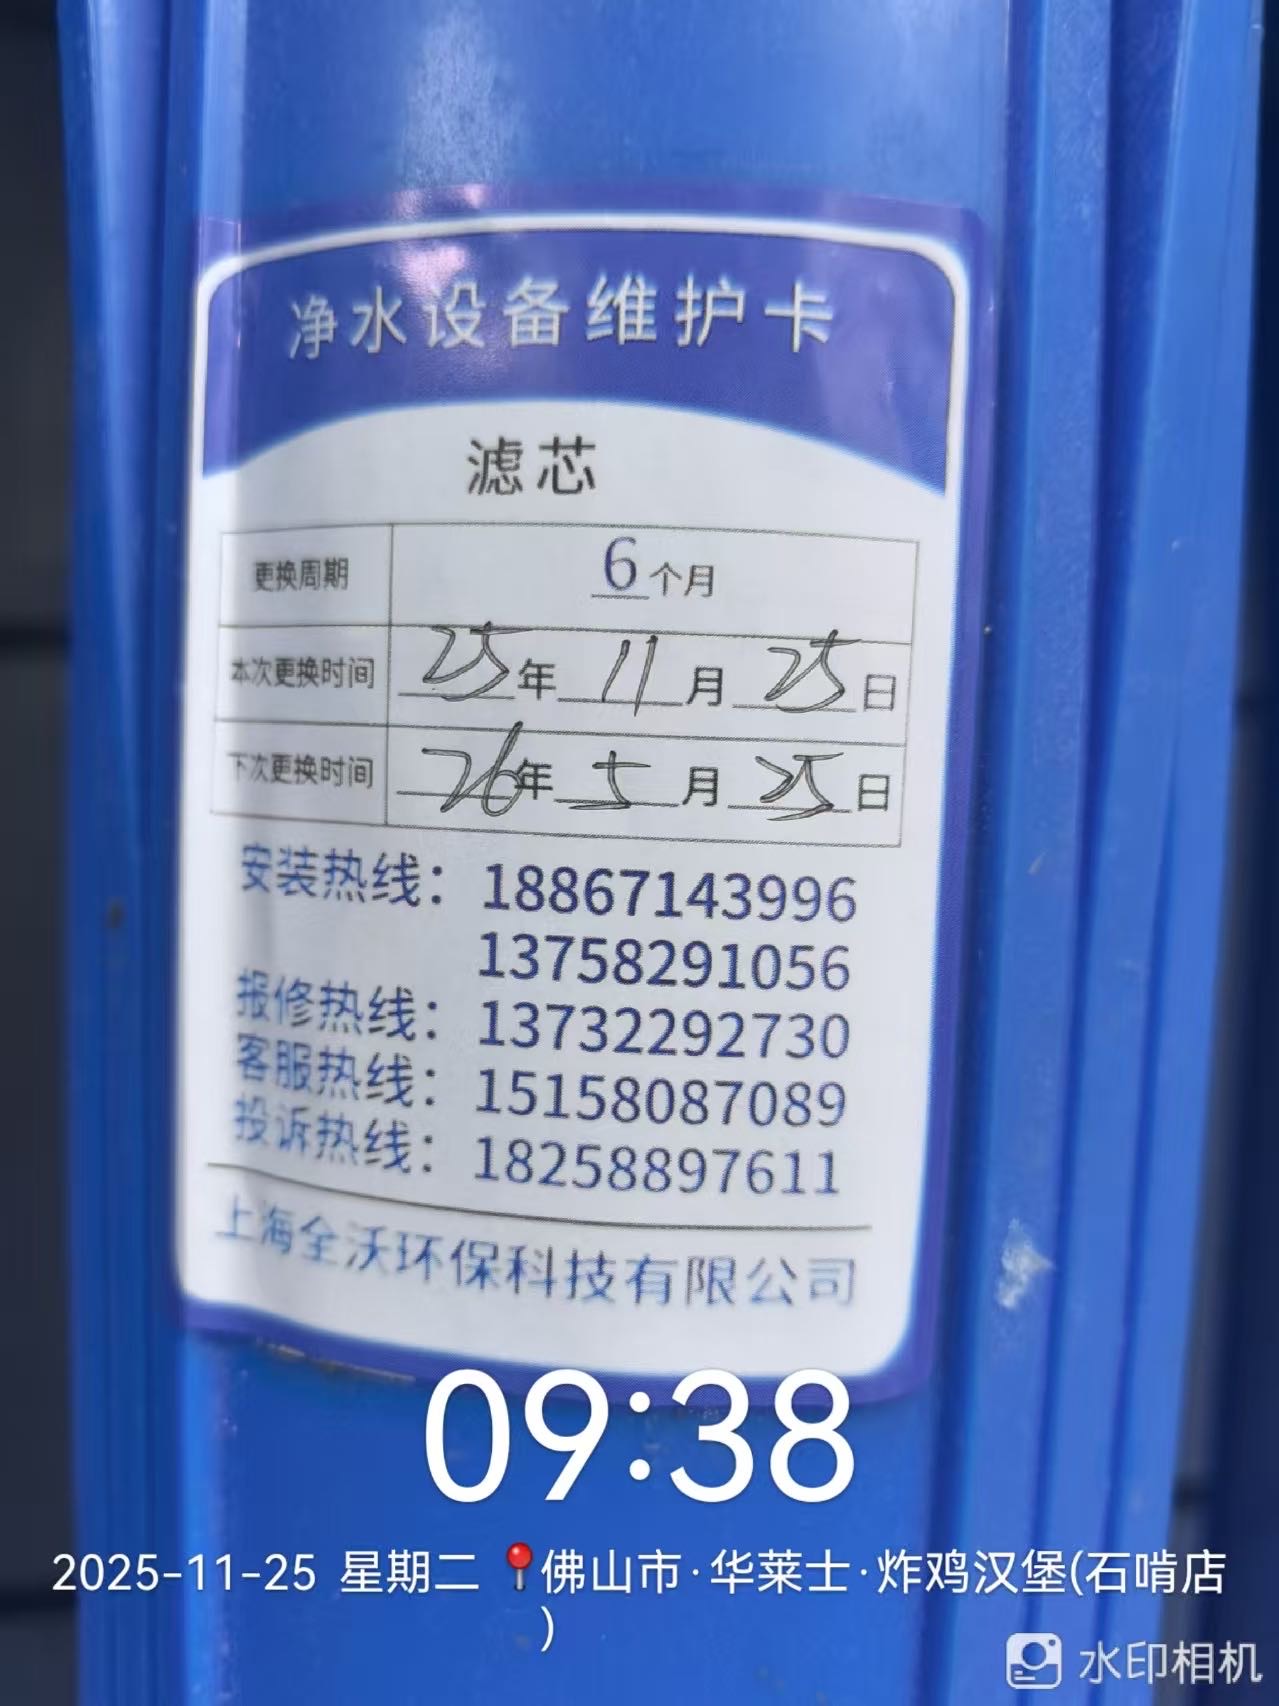 净水设备维护卡
滤芯
更换周期 6个月
本次更换时间 25年11月25日
下次更换时间 26年5月25日
安装热线：18867143996
13758291056
报修热线：13732292730
客服热线：15158087089
投诉热线：18258897611
上海全沃环保科技有限公司
09:38
2025-11-25 星期二 📍佛山市·华莱士·炸鸡汉堡(石啃店
)
水印相机